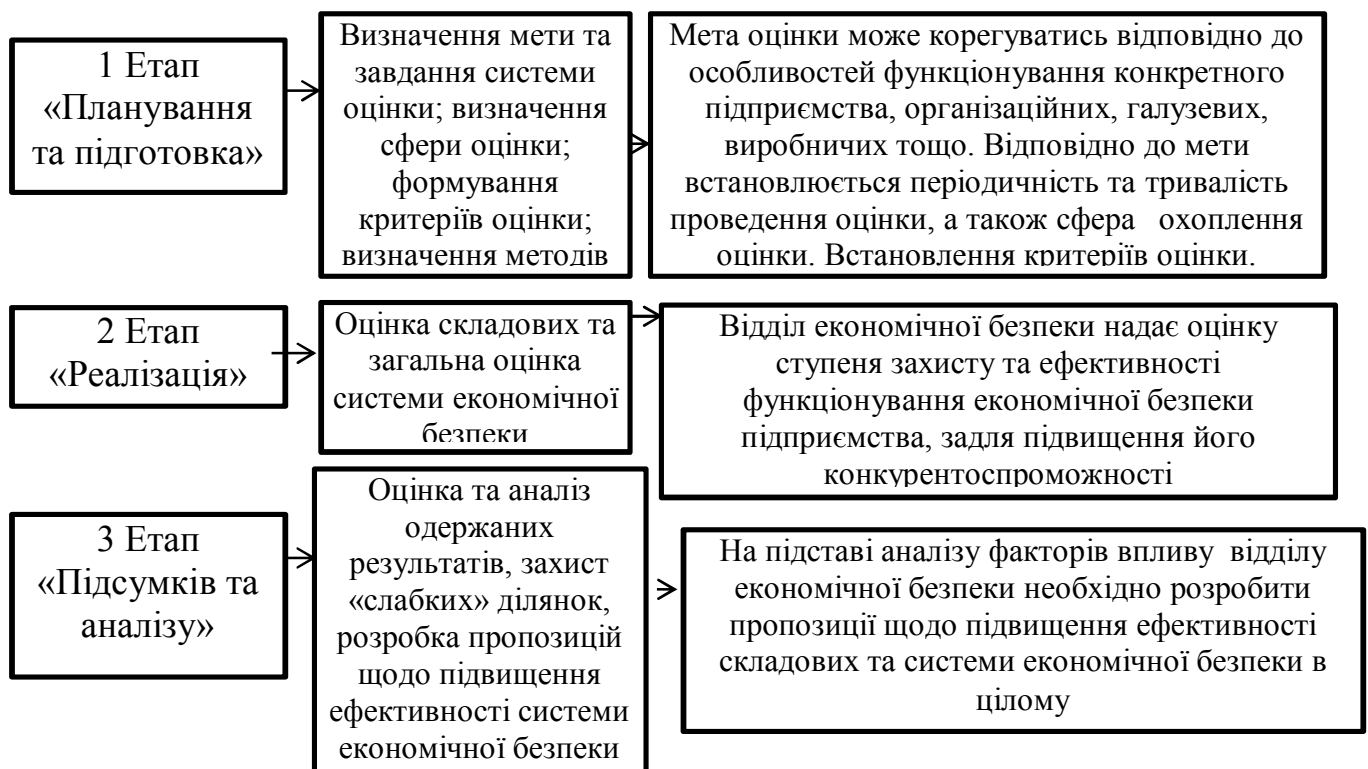 1 Етап
«Планування
та підготовка»
Визначення мети та
завдання системи
оцінки; визначення
сфери оцінки;
формування
критеріїв оцінки;
визначення методів
Мета оцінки може корегуватись відповідно до
особливостей функціонування конкретного
підприємства, організаційних, галузевих,
виробничих тощо. Відповідно до мети
встановлюється періодичність та тривалість
проведення оцінки, а також сфера охоплення
оцінки. Встановлення критеріїв оцінки.
2 Етап
«Реалізація»
Оцінка складових та
загальна оцінка
системи економічної
безпеки
Відділ економічної безпеки надає оцінку
ступеня захисту та ефективності
функціонування економічної безпеки
підприємства, задля підвищення його
конкурентоспроможності
3 Етап
«Підсумків та
аналізу»
Оцінка та аналіз
одержаних
результатів, захист
«слабких» ділянок,
розробка пропозицій
щодо підвищення
ефективності системи
економічної безпеки
На підставі аналізу факторів впливу відділу
економічної безпеки необхідно розробити
пропозиції щодо підвищення ефективності
складових та системи економічної безпеки в
цілому